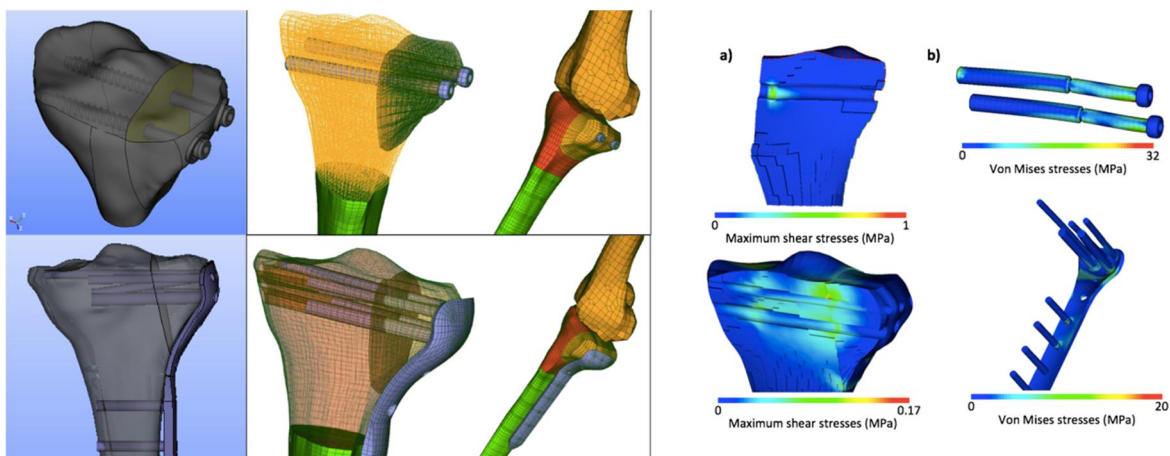 a)
b)
0 32
Von Mises stresses (MPa)
0 1
Maximum shear stresses (MPa)
0 0.17
Maximum shear stresses (MPa)
0 20
Von Mises stresses (MPa)